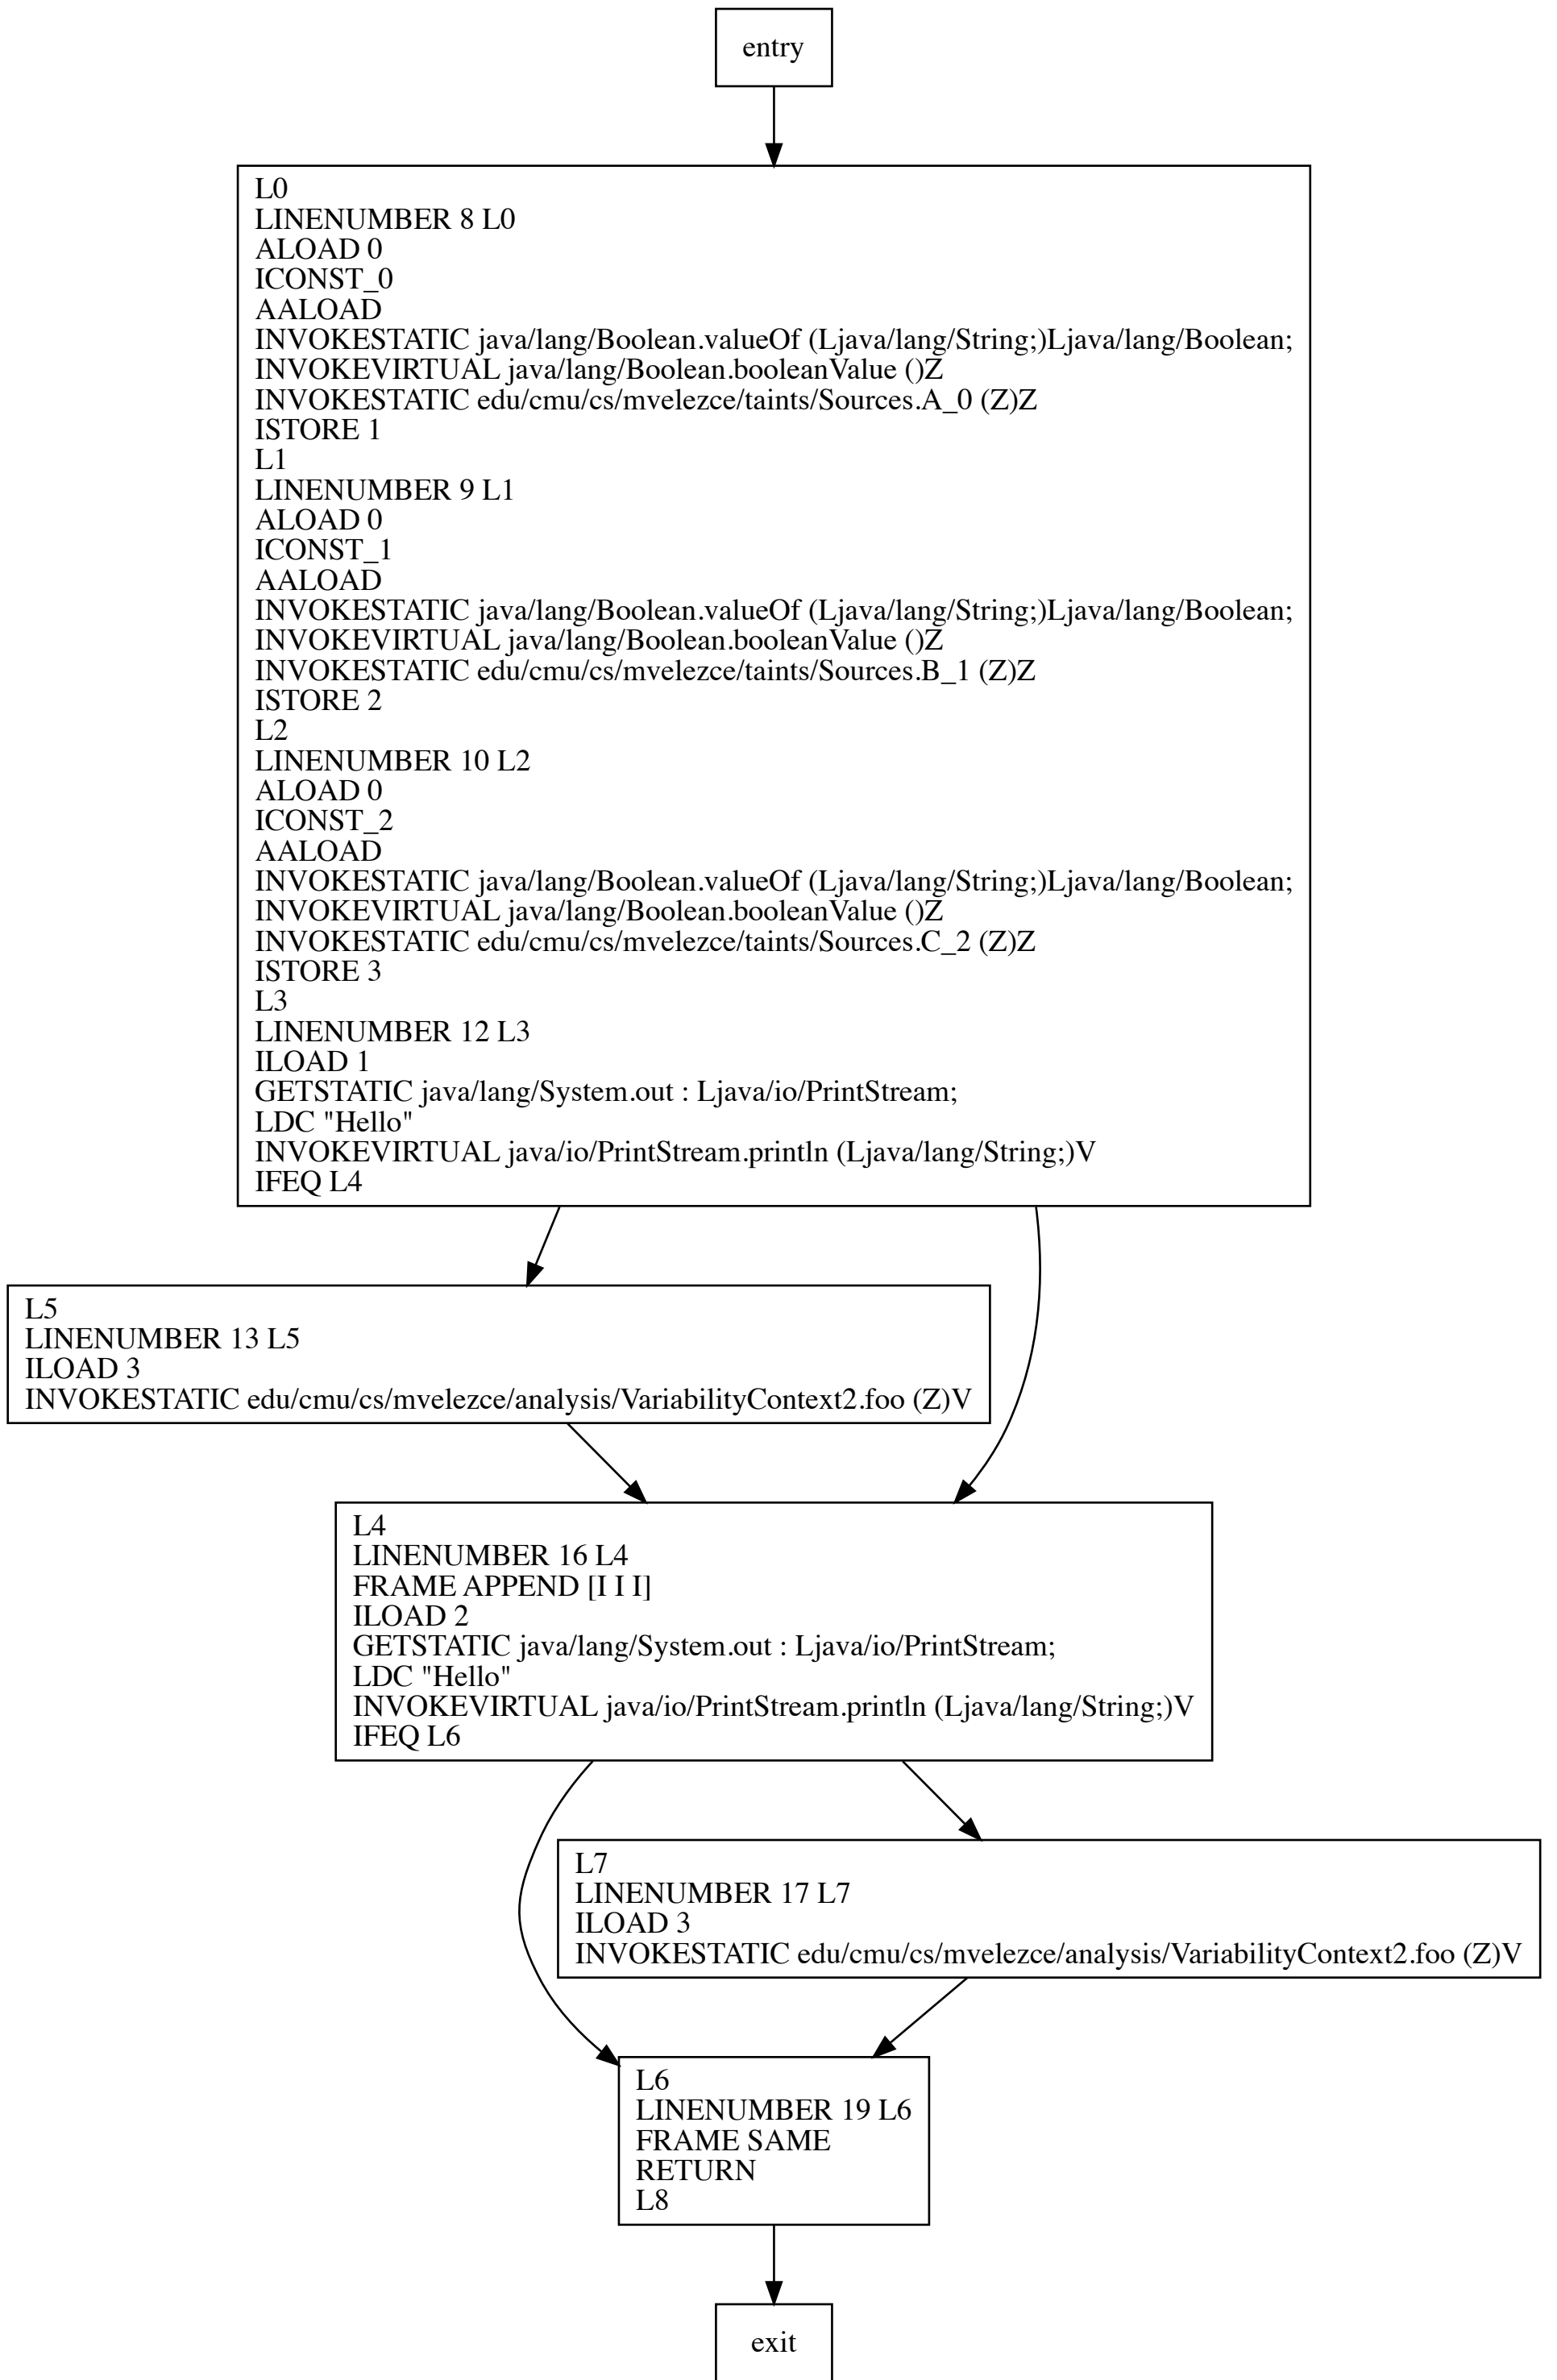 entry
L0
LINENUMBER 8 L0
ALOAD 0
ICONST_0
AALOAD
INVOKESTATIC java/lang/Boolean.valueOf (Ljava/lang/String;)Ljava/lang/Boolean;
INVOKEVIRTUAL java/lang/Boolean.booleanValue ()Z
INVOKESTATIC edu/cmu/cs/mvelezce/taints/Sources.A_0 (Z)Z
ISTORE 1
L1
LINENUMBER 9 L1
ALOAD 0
ICONST_1
AALOAD
INVOKESTATIC java/lang/Boolean.valueOf (Ljava/lang/String;)Ljava/lang/Boolean;
INVOKEVIRTUAL java/lang/Boolean.booleanValue ()Z
INVOKESTATIC edu/cmu/cs/mvelezce/taints/Sources.B_1 (Z)Z
ISTORE 2
L2
LINENUMBER 10 L2
ALOAD 0
ICONST_2
AALOAD
INVOKESTATIC java/lang/Boolean.valueOf (Ljava/lang/String;)Ljava/lang/Boolean;
INVOKEVIRTUAL java/lang/Boolean.booleanValue ()Z
INVOKESTATIC edu/cmu/cs/mvelezce/taints/Sources.C_2 (Z)Z
ISTORE 3
L3
LINENUMBER 12 L3
ILOAD 1
GETSTATIC java/lang/System.out : Ljava/io/PrintStream;
LDC "Hello"
INVOKEVIRTUAL java/io/PrintStream.println (Ljava/lang/String;)V
IFEQ L4
L5
LINENUMBER 13 L5
ILOAD 3
INVOKESTATIC edu/cmu/cs/mvelezce/analysis/VariabilityContext2.foo (Z)V
L4
LINENUMBER 16 L4
FRAME APPEND [I I I]
ILOAD 2
GETSTATIC java/lang/System.out : Ljava/io/PrintStream;
LDC "Hello"
INVOKEVIRTUAL java/io/PrintStream.println (Ljava/lang/String;)V
IFEQ L6
L7
LINENUMBER 17 L7
ILOAD 3
INVOKESTATIC edu/cmu/cs/mvelezce/analysis/VariabilityContext2.foo (Z)V
L6
LINENUMBER 19 L6
FRAME SAME
RETURN
L8
exit